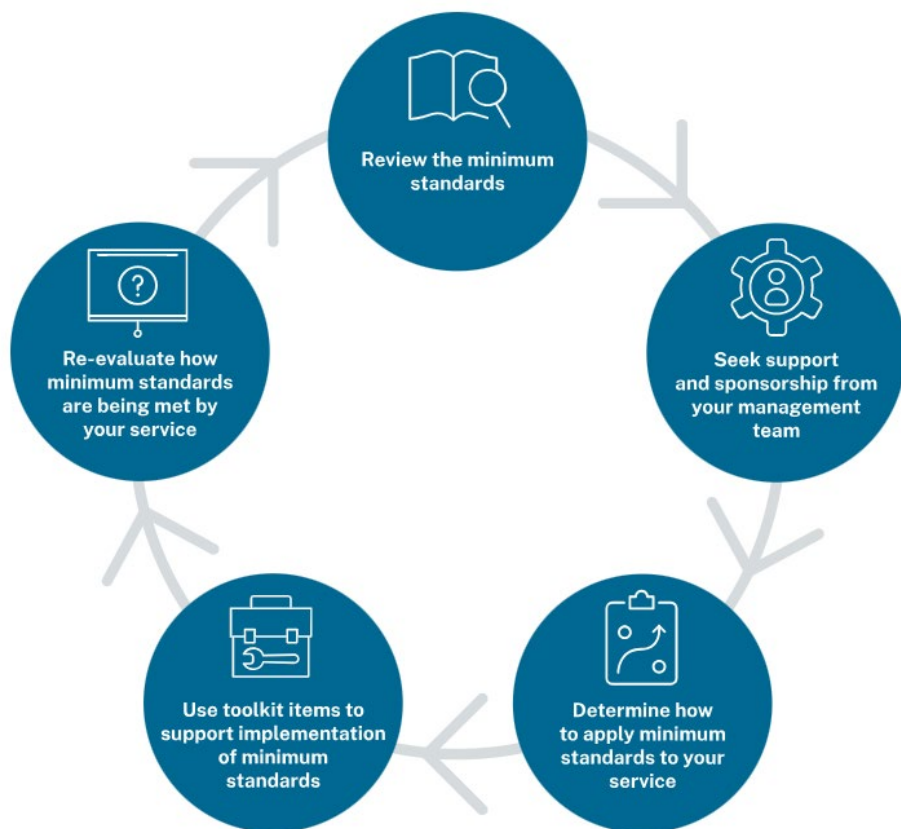 Review the minimum
standards
Seek support
and sponsorship from
your management
team
Determine how
to apply minimum
standards to your
service
Use toolkit items to
support implementation
of minimum
standards
?
Re-evaluate how
minimum standards
are being met by
your service